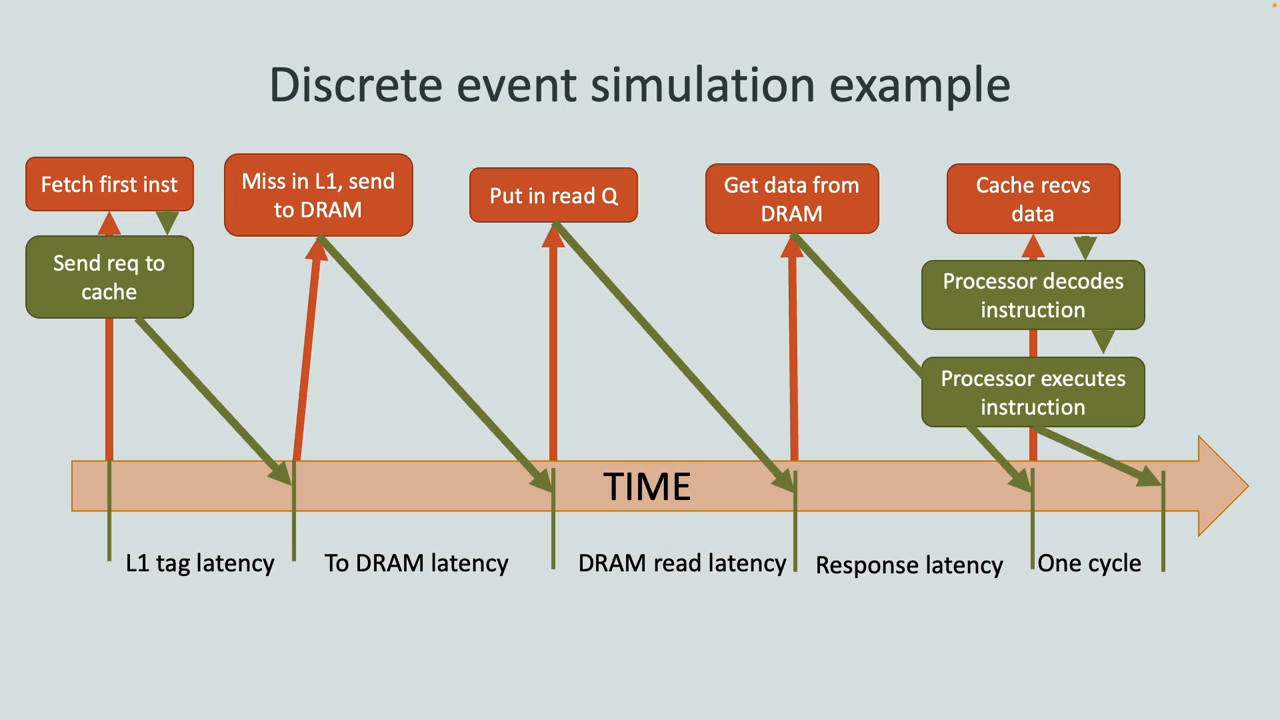 Discrete event simulation example
Fetch first inst
Send req to
cache
Miss in L1, send
to DRAM
Put in read Q
Get data from
DRAM
Cache recvs
data
Processor decodes
instruction
Processor executes
instruction
TIME
L1 tag latency
To DRAM latency
DRAM read latency
Response latency
One cycle